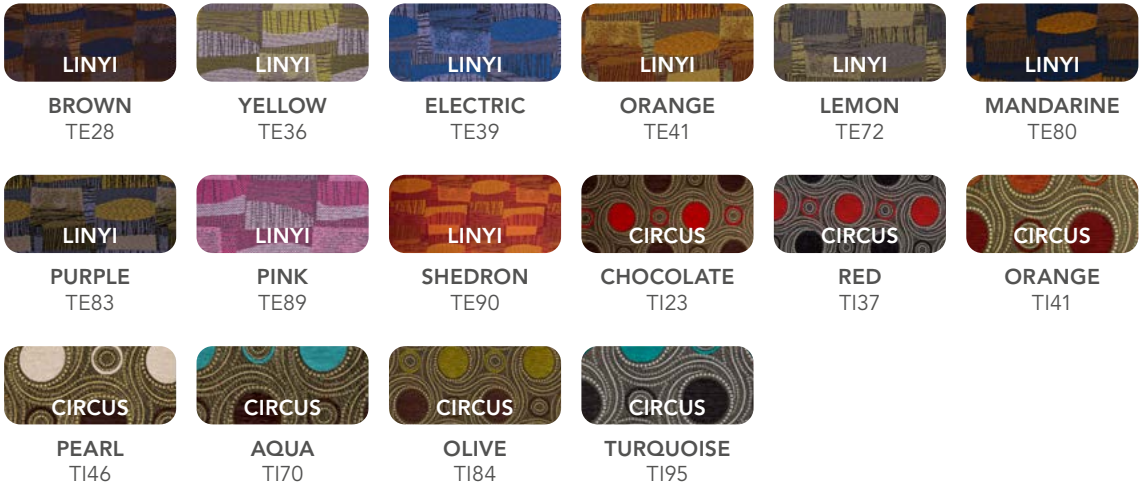 LINYI LINYI LINYI LINYI LINYI LINYI
BROWN YELLOW ELECTRIC ORANGE LEMON MANDARINE
TE28 TE36 TE39 TE41 TE72 TE80
LINYI LINYI LINYI CIRCUS CIRCUS CIRCUS
PURPLE PINK SHEDRON CHOCOLATE RED ORANGE
TE83 TE89 TE90 TI23 TI37 TI41
CIRCUS CIRCUS CIRCUS CIRCUS
PEARL AQUA OLIVE TURQUOISE
TI46 TI70 TI84 TI95